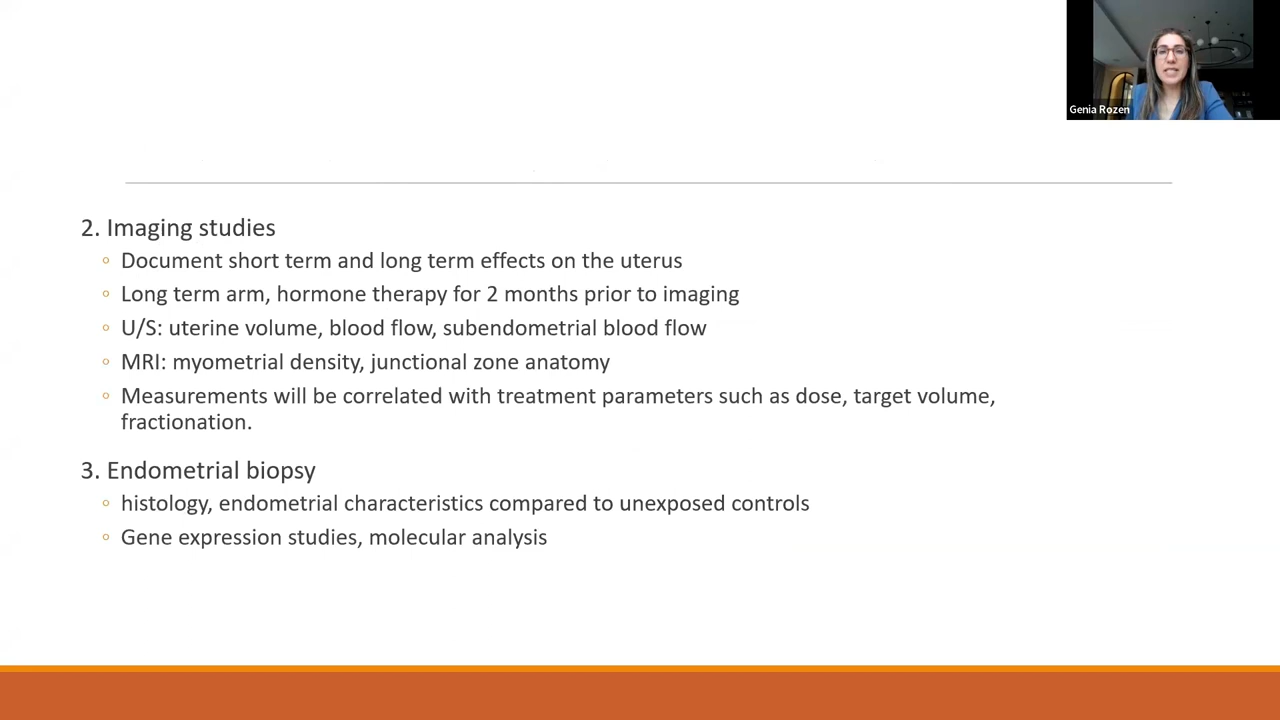 Genia Rozen
2. Imaging studies
Document short term and long term effects on the uterus
Long term arm, hormone therapy for 2 months prior to imaging
U/S: uterine volume, blood flow, subendometrial blood flow
MRI: myometrial density, junctional zone anatomy
Measurements will be correlated with treatment parameters such as dose, target volume,
fractionation.
3. Endometrial biopsy
histology, endometrial characteristics compared to unexposed controls
Gene expression studies, molecular analysis